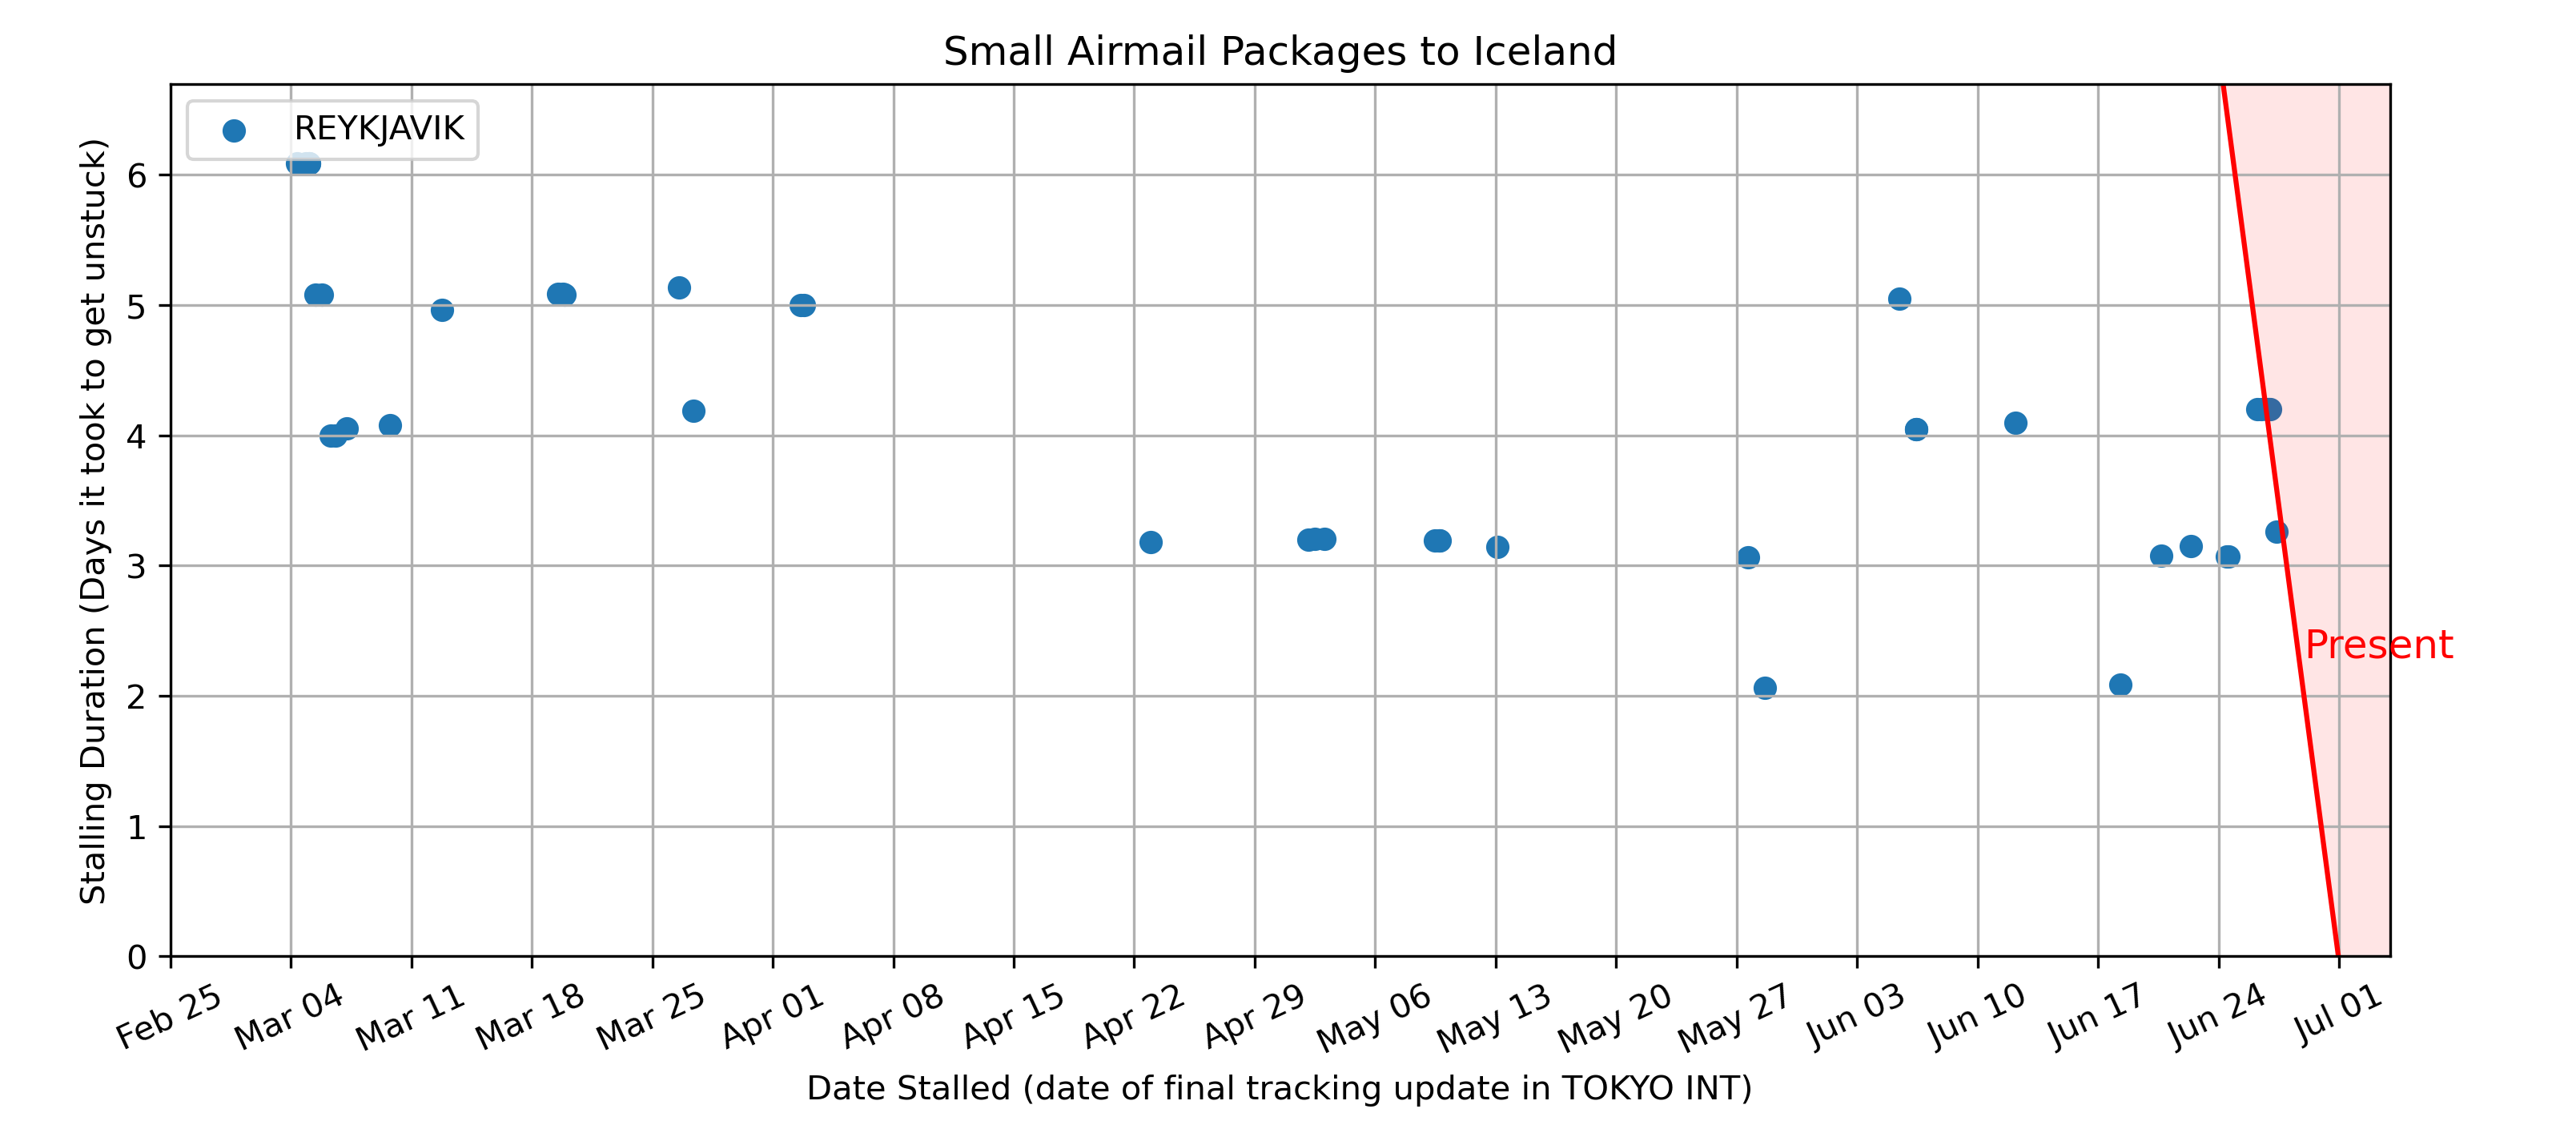 Small Airmail Packages to Iceland
REYKJAVIK
Stalling Duration (Days it took to get unstuck)
6
5
4
3
2
1
0
Present
Feb 25
Mar 04
Mar 11
Mar 18
Mar 25
Apr 01
Apr 08
Apr 15
Apr 22
Apr 29
May 06
May 13
May 20
May 27
Jun 03
Jun 10
Jun 17
Jun 24
Jul 01
Date Stalled (date of final tracking update in TOKYO INT)